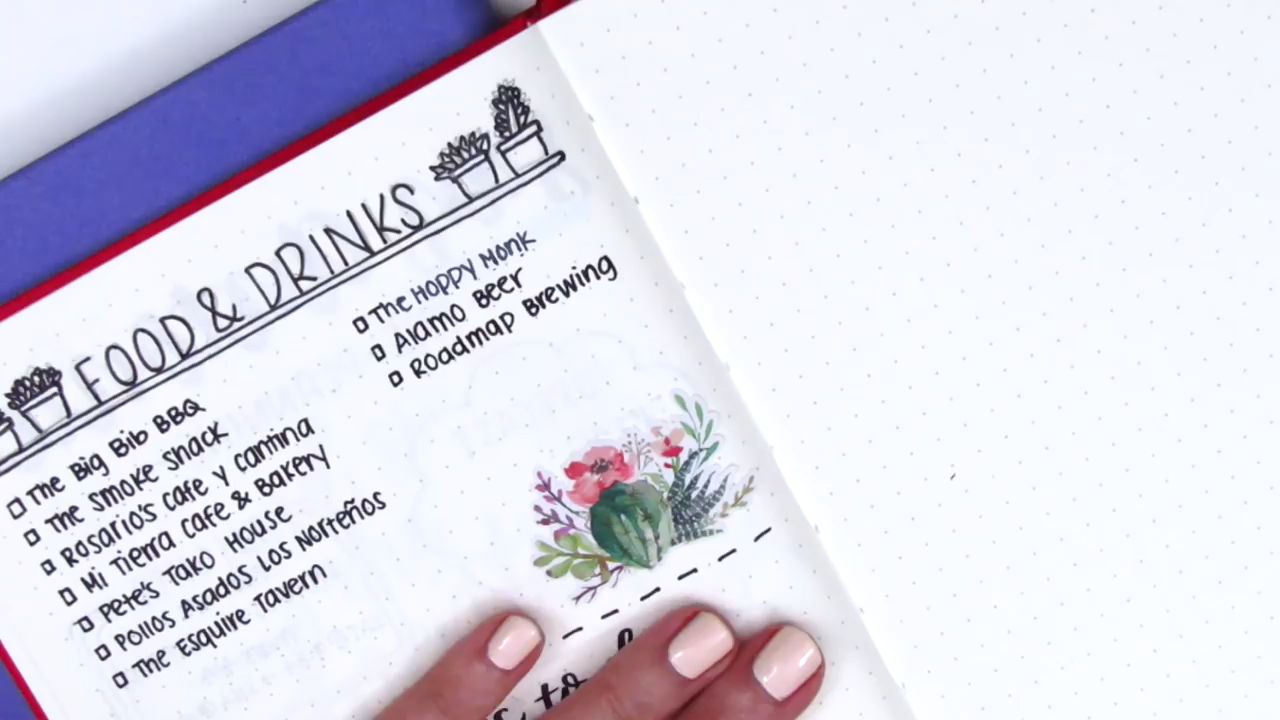 FOOD & DRINKS
The Big Bib BBQ
The Smoke Shack
Rosario's cafe y cantina
Mi Tierra cafe & Bakery
Pete's Tako House
Pollos Asados Los Norteños
The Esquire Tavern
The Hoppy Monk
Alamo Beer
Roadmap Brewing
to